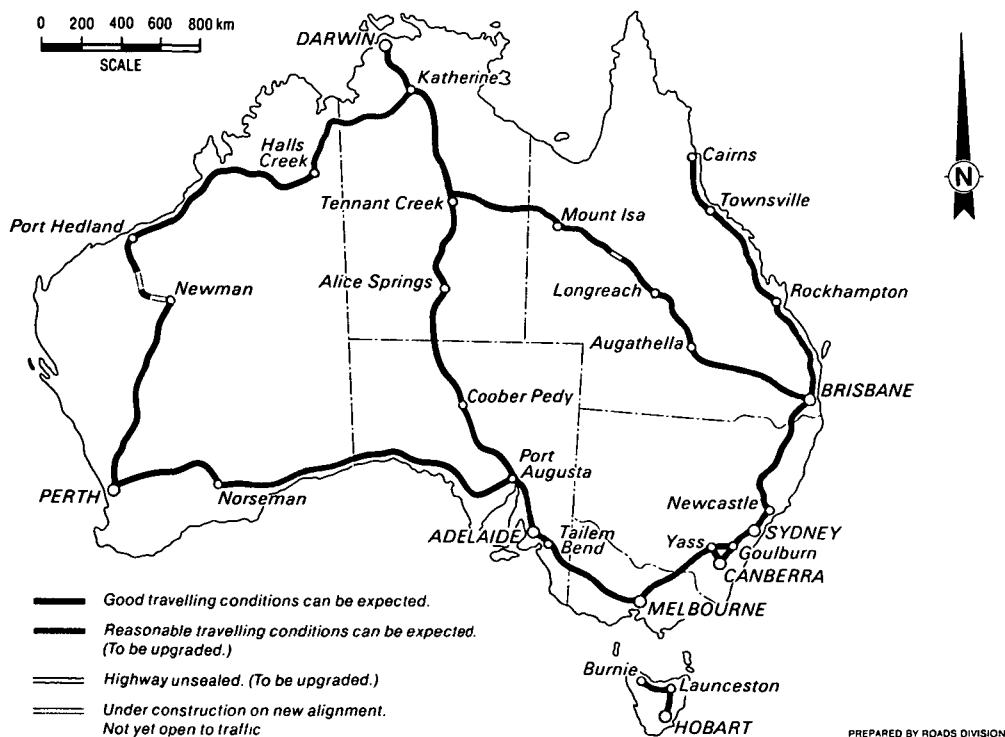 0 200 400 600 800 km
SCALE
DARWIN
Katherine
Halls
Creek
Cairns
Tennant Creek
Townsville
Port Hedland
Mount Isa
Newman
Alice Springs
Longreach
Rockhampton
Augathella
BRISBANE
Coober Pedy
Port
Augusta
PERTH
Norseman
Newcastle
ADELAIDE
Tailem
Bend
SYDNEY
Yass
Goulburn
CANBERRA
MELBOURNE
Burnie
Launceston
HOBART
N
Good travelling conditions can be expected.
Reasonable travelling conditions can be expected.
(To be upgraded.)
Highway unsealed. (To be upgraded.)
Under construction on new alignment.
Not yet open to traffic
PREPARED BY ROADS DIVISION